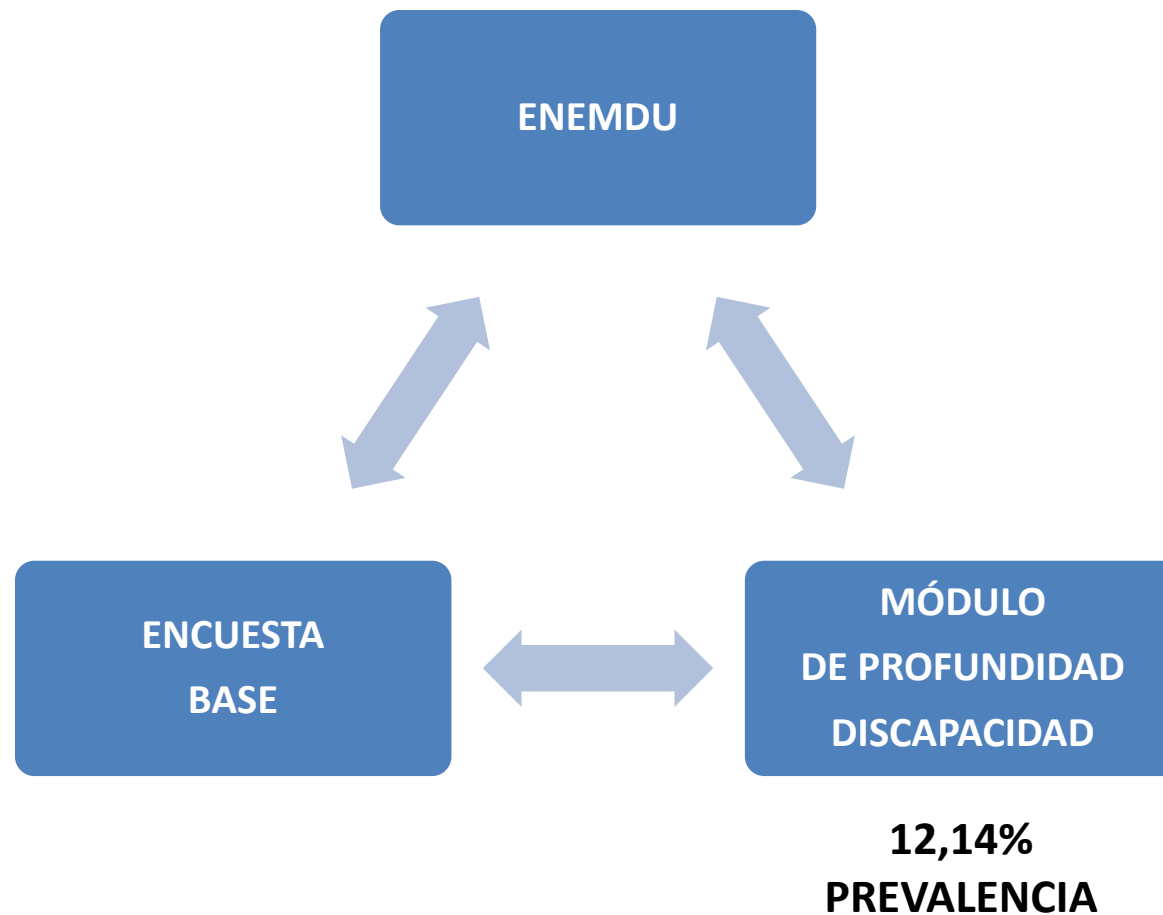 ENEMDU
ENCUESTA
BASE
MÓDULO
DE PROFUNDIDAD
DISCAPACIDAD
12,14%
PREVALENCIA